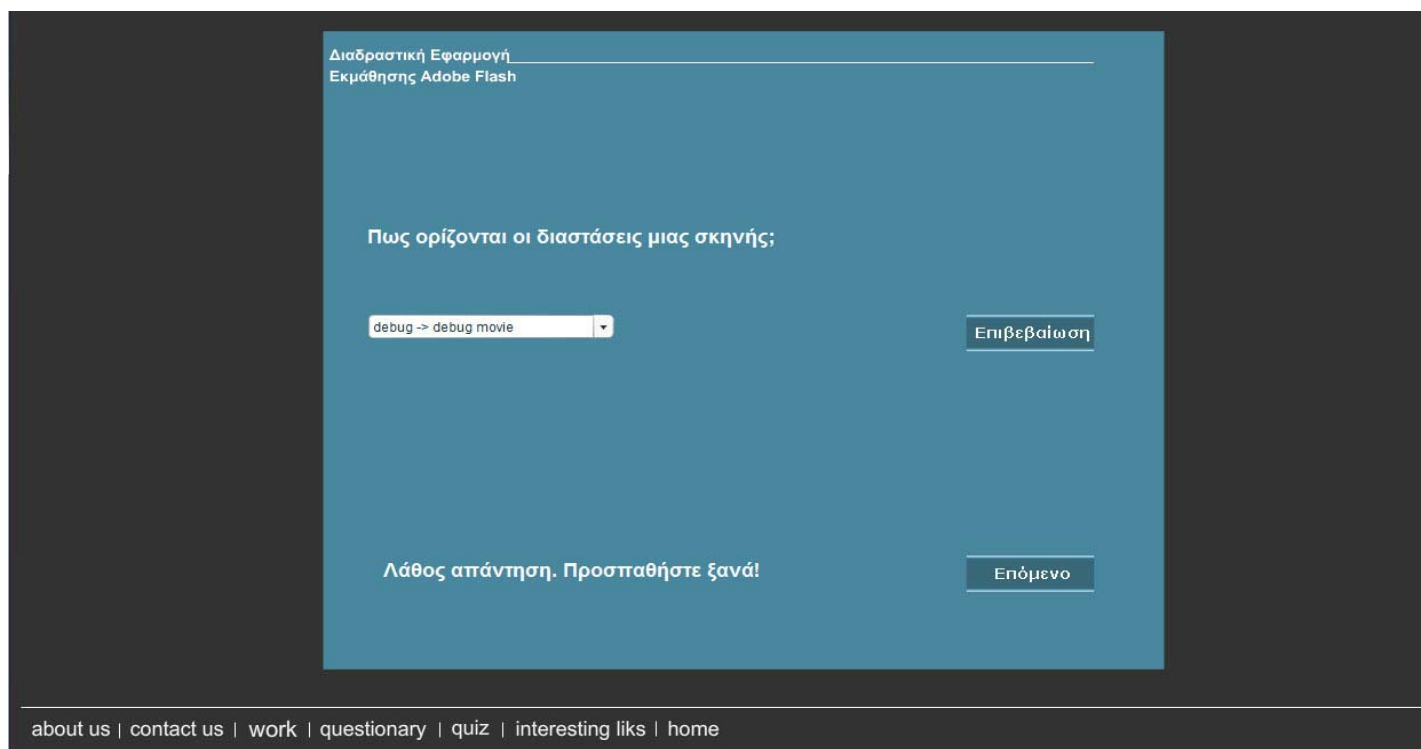 Διαδραστική Εφαρμογή
Εκμάθησης Adobe Flash
Πως ορίζονται οι διαστάσεις μιας σκηνής;
debug -> debug movie
Επιβεβαίωση
Λάθος απάντηση. Προσπαθήστε ξανά!
Επόμενο
about us | contact us | work | questionary | quiz | interesting liks | home